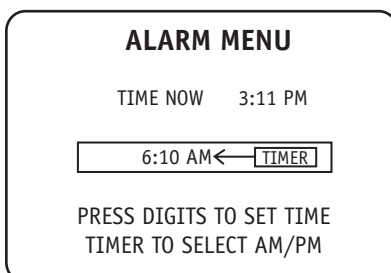 ALARM MENU
TIME NOW 3:11 PM
6:10 AM TIMER
PRESS DIGITS TO SET TIME
TIMER TO SELECT AM/PM